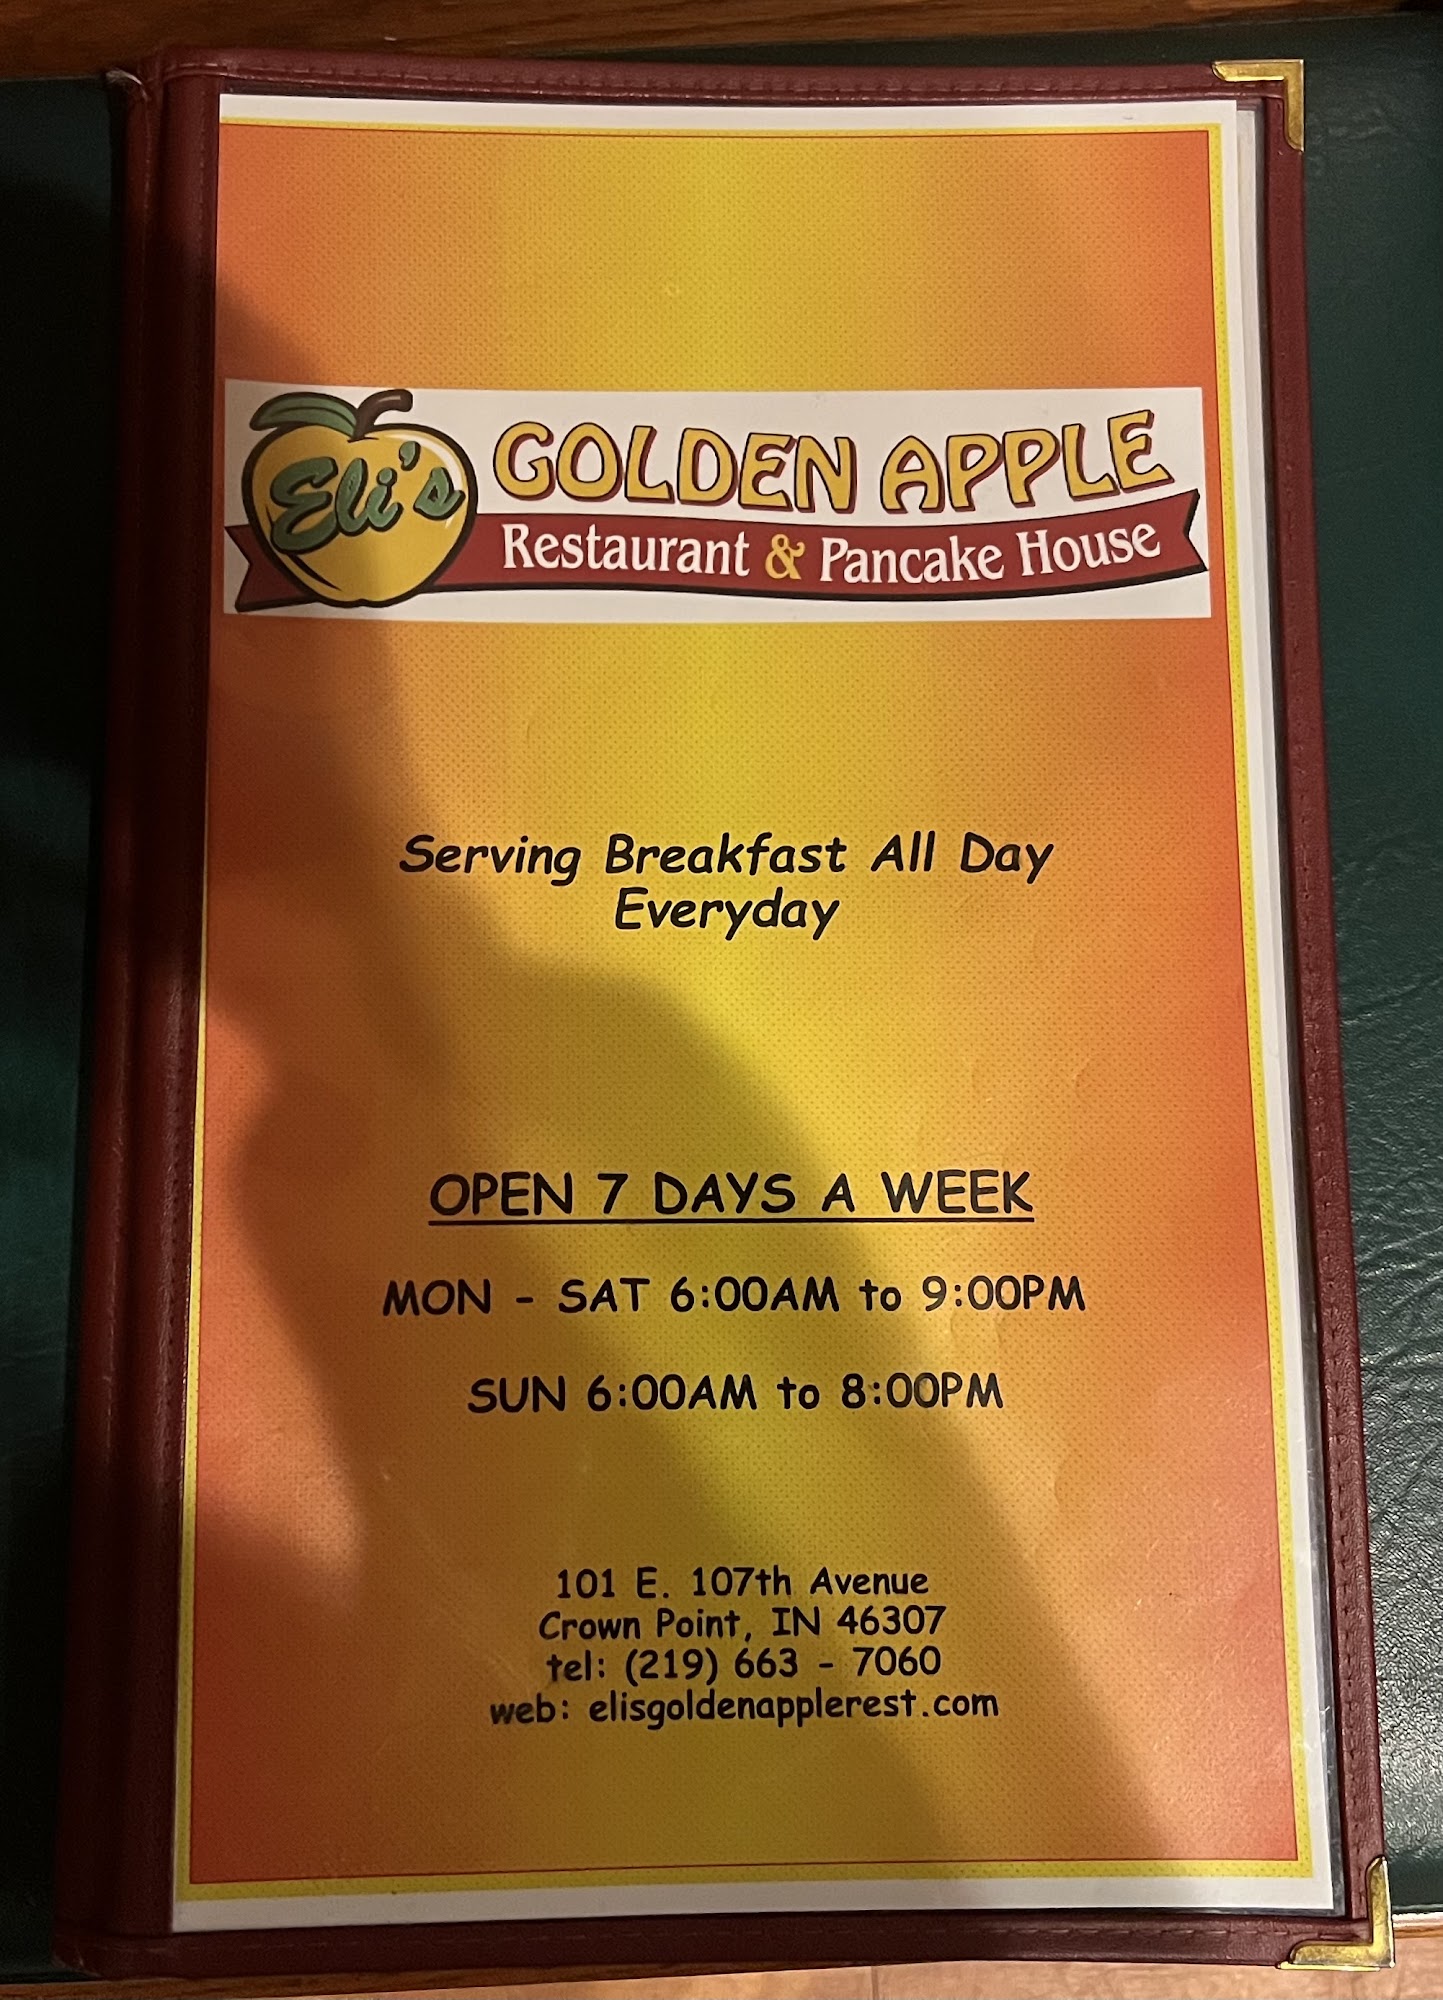 Eli's
GOLDEN APPLE
Restaurant & Pancake House
Serving Breakfast All Day
Everyday
OPEN 7 DAYS A WEEK
MON - SAT 6:00AM to 9:00PM
SUN 6:00AM to 8:00PM
101 E. 107th Avenue
Crown Point, IN 46307
tel: (219) 663 - 7060
web: elisgoldenapplerest.com